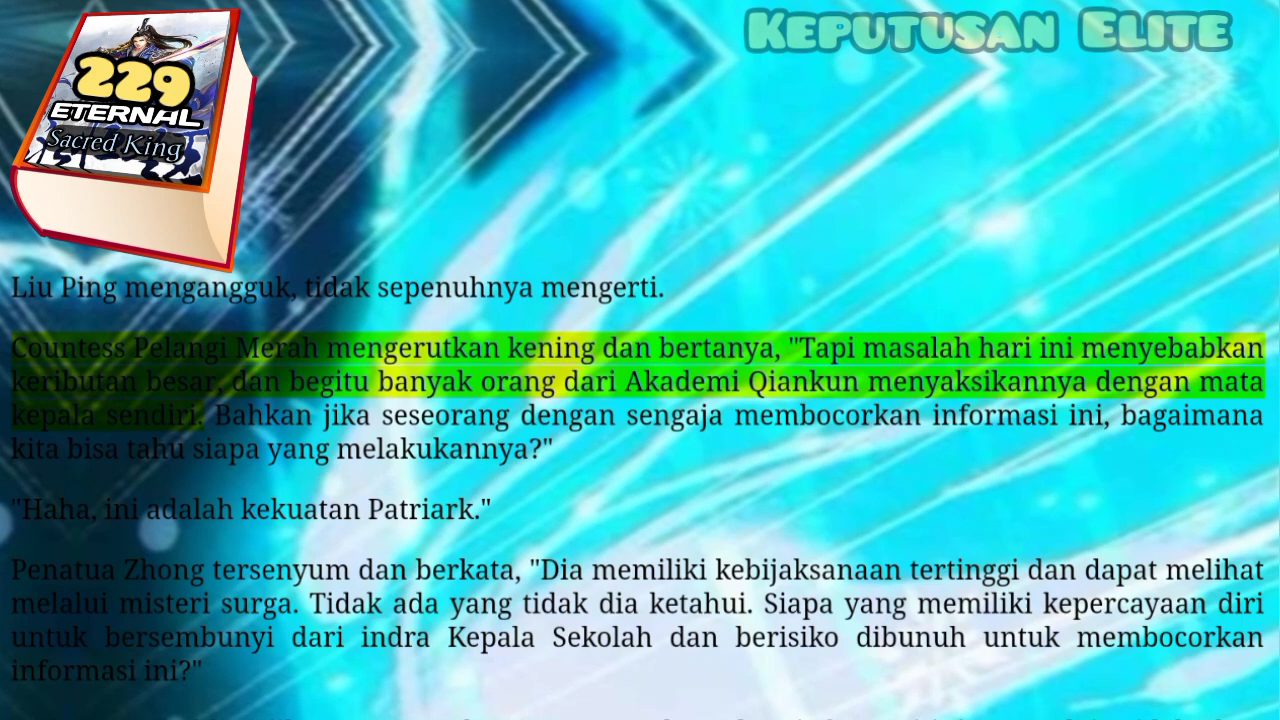 Keputusan Elite
229
ETERNAL
Sacred King
Liu Ping mengangguk, tidak sepenuhnya mengerti.
Countess Pelangi Merah mengerutkan kening dan bertanya, "Tapi masalah hari ini menyebabkan
keributan besar, dan begitu banyak orang dari Akademi Qiankun menyaksikannya dengan mata
kepala sendiri. Bahkan jika seseorang dengan sengaja membocorkan informasi ini, bagaimana
kita bisa tahu siapa yang melakukannya?"
"Haha, ini adalah kekuatan Patriark."
Penatua Zhong tersenyum dan berkata, "Dia memiliki kebijaksanaan tertinggi dan dapat melihat
melalui misteri surga. Tidak ada yang tidak dia ketahui. Siapa yang memiliki kepercayaan diri
untuk bersembunyi dari indra Kepala Sekolah dan berisiko dibunuh untuk membocorkan
informasi ini?"